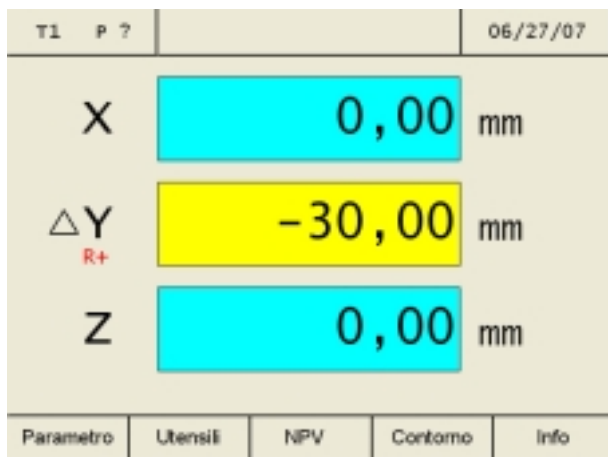 T1 P ? 06/27/07
X 0,00 mm
△Y -30,00 mm
R+
Z 0,00 mm
Parametro Utensili NPV Contorno Info